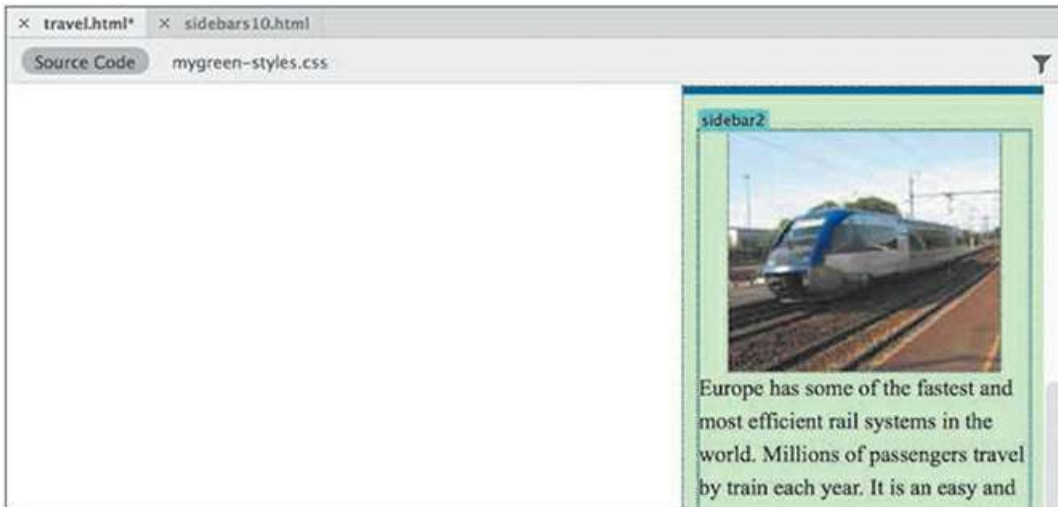 × travel.html* × sidebars10.html
Source Code mygreen-styles.css
sidebar2
Europe has some of the fastest and
most efficient rail systems in the
world. Millions of passengers travel
by train each year. It is an easy and